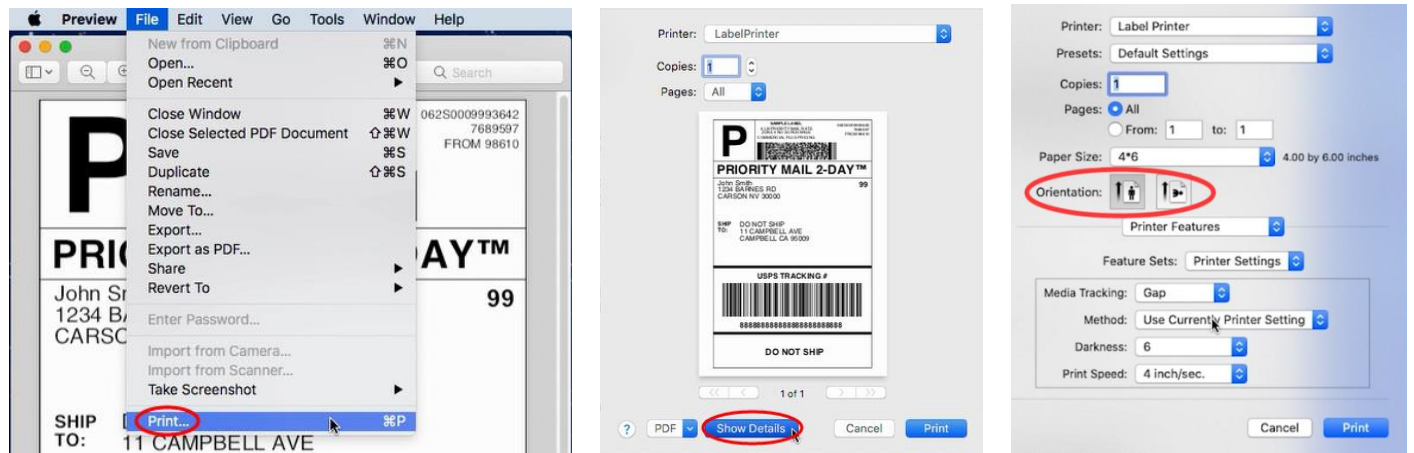 Preview File Edit View Go Tools Window Help
New from Clipboard ⌘N
Open... ⌘O
Open Recent ▶
Close Window ⌘W
Close Selected PDF Document ⇧⌘W
Save ⌘S
Duplicate ⇧⌘S
Rename...
Move To...
Export...
Export as PDF...
Share ▶
Revert To ▶
Enter Password...
Import from Camera...
Import from Scanner...
Take Screenshot ▶
Print... ⌘P
Search
P
062S0009993642
7689597
FROM 98610
PRI AY™
John Sm 99
1234 BA
CARSO
SHIP
TO: 11 CAMPBELL AVE
Printer: LabelPrinter
Copies: 1
Pages: All
P
SAMPLE LABEL
PRIORITY MAIL 2-DAY™
John Smith 99
1234 BARNES RD
CARSON NV 30000
SHIP DO NOT SHIP
TO: 11 CAMPBELL AVE
CAMPBELL CA 95009
USPS TRACKING #
DO NOT SHIP
1 of 1
? PDF Show Details Cancel Print
Printer: Label Printer
Presets: Default Settings
Copies: 1
Pages: All
From: 1 to: 1
Paper Size: 4*6 4.00 by 6.00 inches
Orientation:
Printer Features
Feature Sets: Printer Settings
Media Tracking: Gap
Method: Use Currently Printer Setting
Darkness: 6
Print Speed: 4 inch/sec.
Cancel Print